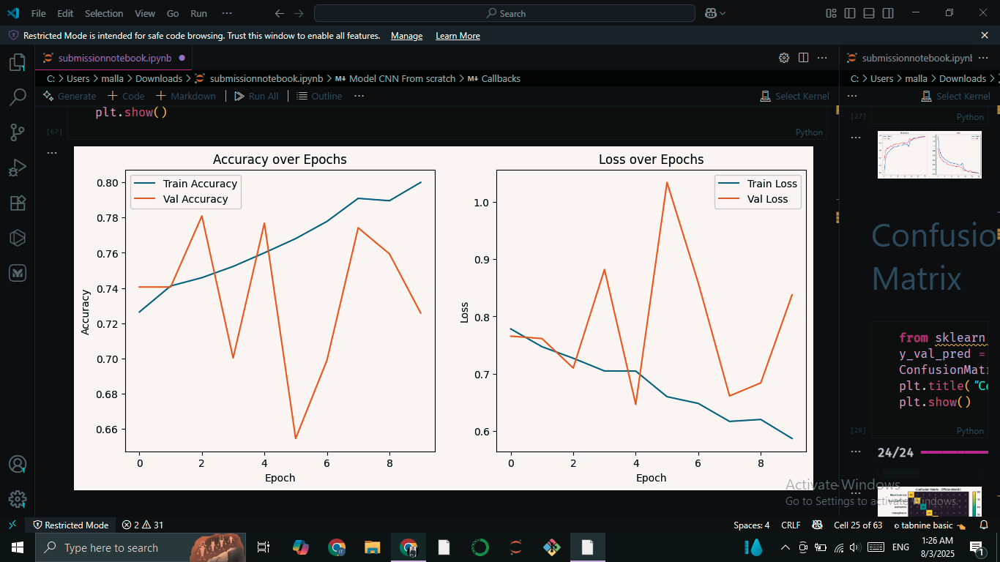 File Edit Selection View Go Run ···
Search
Restricted Mode is intended for safe code browsing. Trust this window to enable all features. Manage Learn More
submissionnotebook.ipynb
C: > Users > malla > Downloads > submissionnotebook.ipynb > Model CNN From scratch > Callbacks
Generate + Code + Markdown Run All Outline ···
Select Kernel
plt.show()
[67]
Python
Accuracy over Epochs
Train Accuracy
Val Accuracy
0.80
0.78
0.76
0.74
0.72
0.70
0.68
0.66
Accuracy
0 2 4 6 8
Epoch
Loss over Epochs
Train Loss
Val Loss
1.0
0.9
0.8
0.7
0.6
Loss
0 2 4 6 8
Epoch
submissionnotebook.ipynb
C: > Users > malla > Downloads >
Select Kernel
[27]
Python
Confusio
Matrix
from sklearn
y_val_pred =
ConfusionMat
plt.title("Co
plt.show()
[28]
Python
24/24
Activate Windows
Go to Settings to activate Windows.
Restricted Mode
2 31
Spaces: 4 CRLF Cell 25 of 63 tabnine basic
Type here to search
ENG
1:26 AM
8/3/2025
1